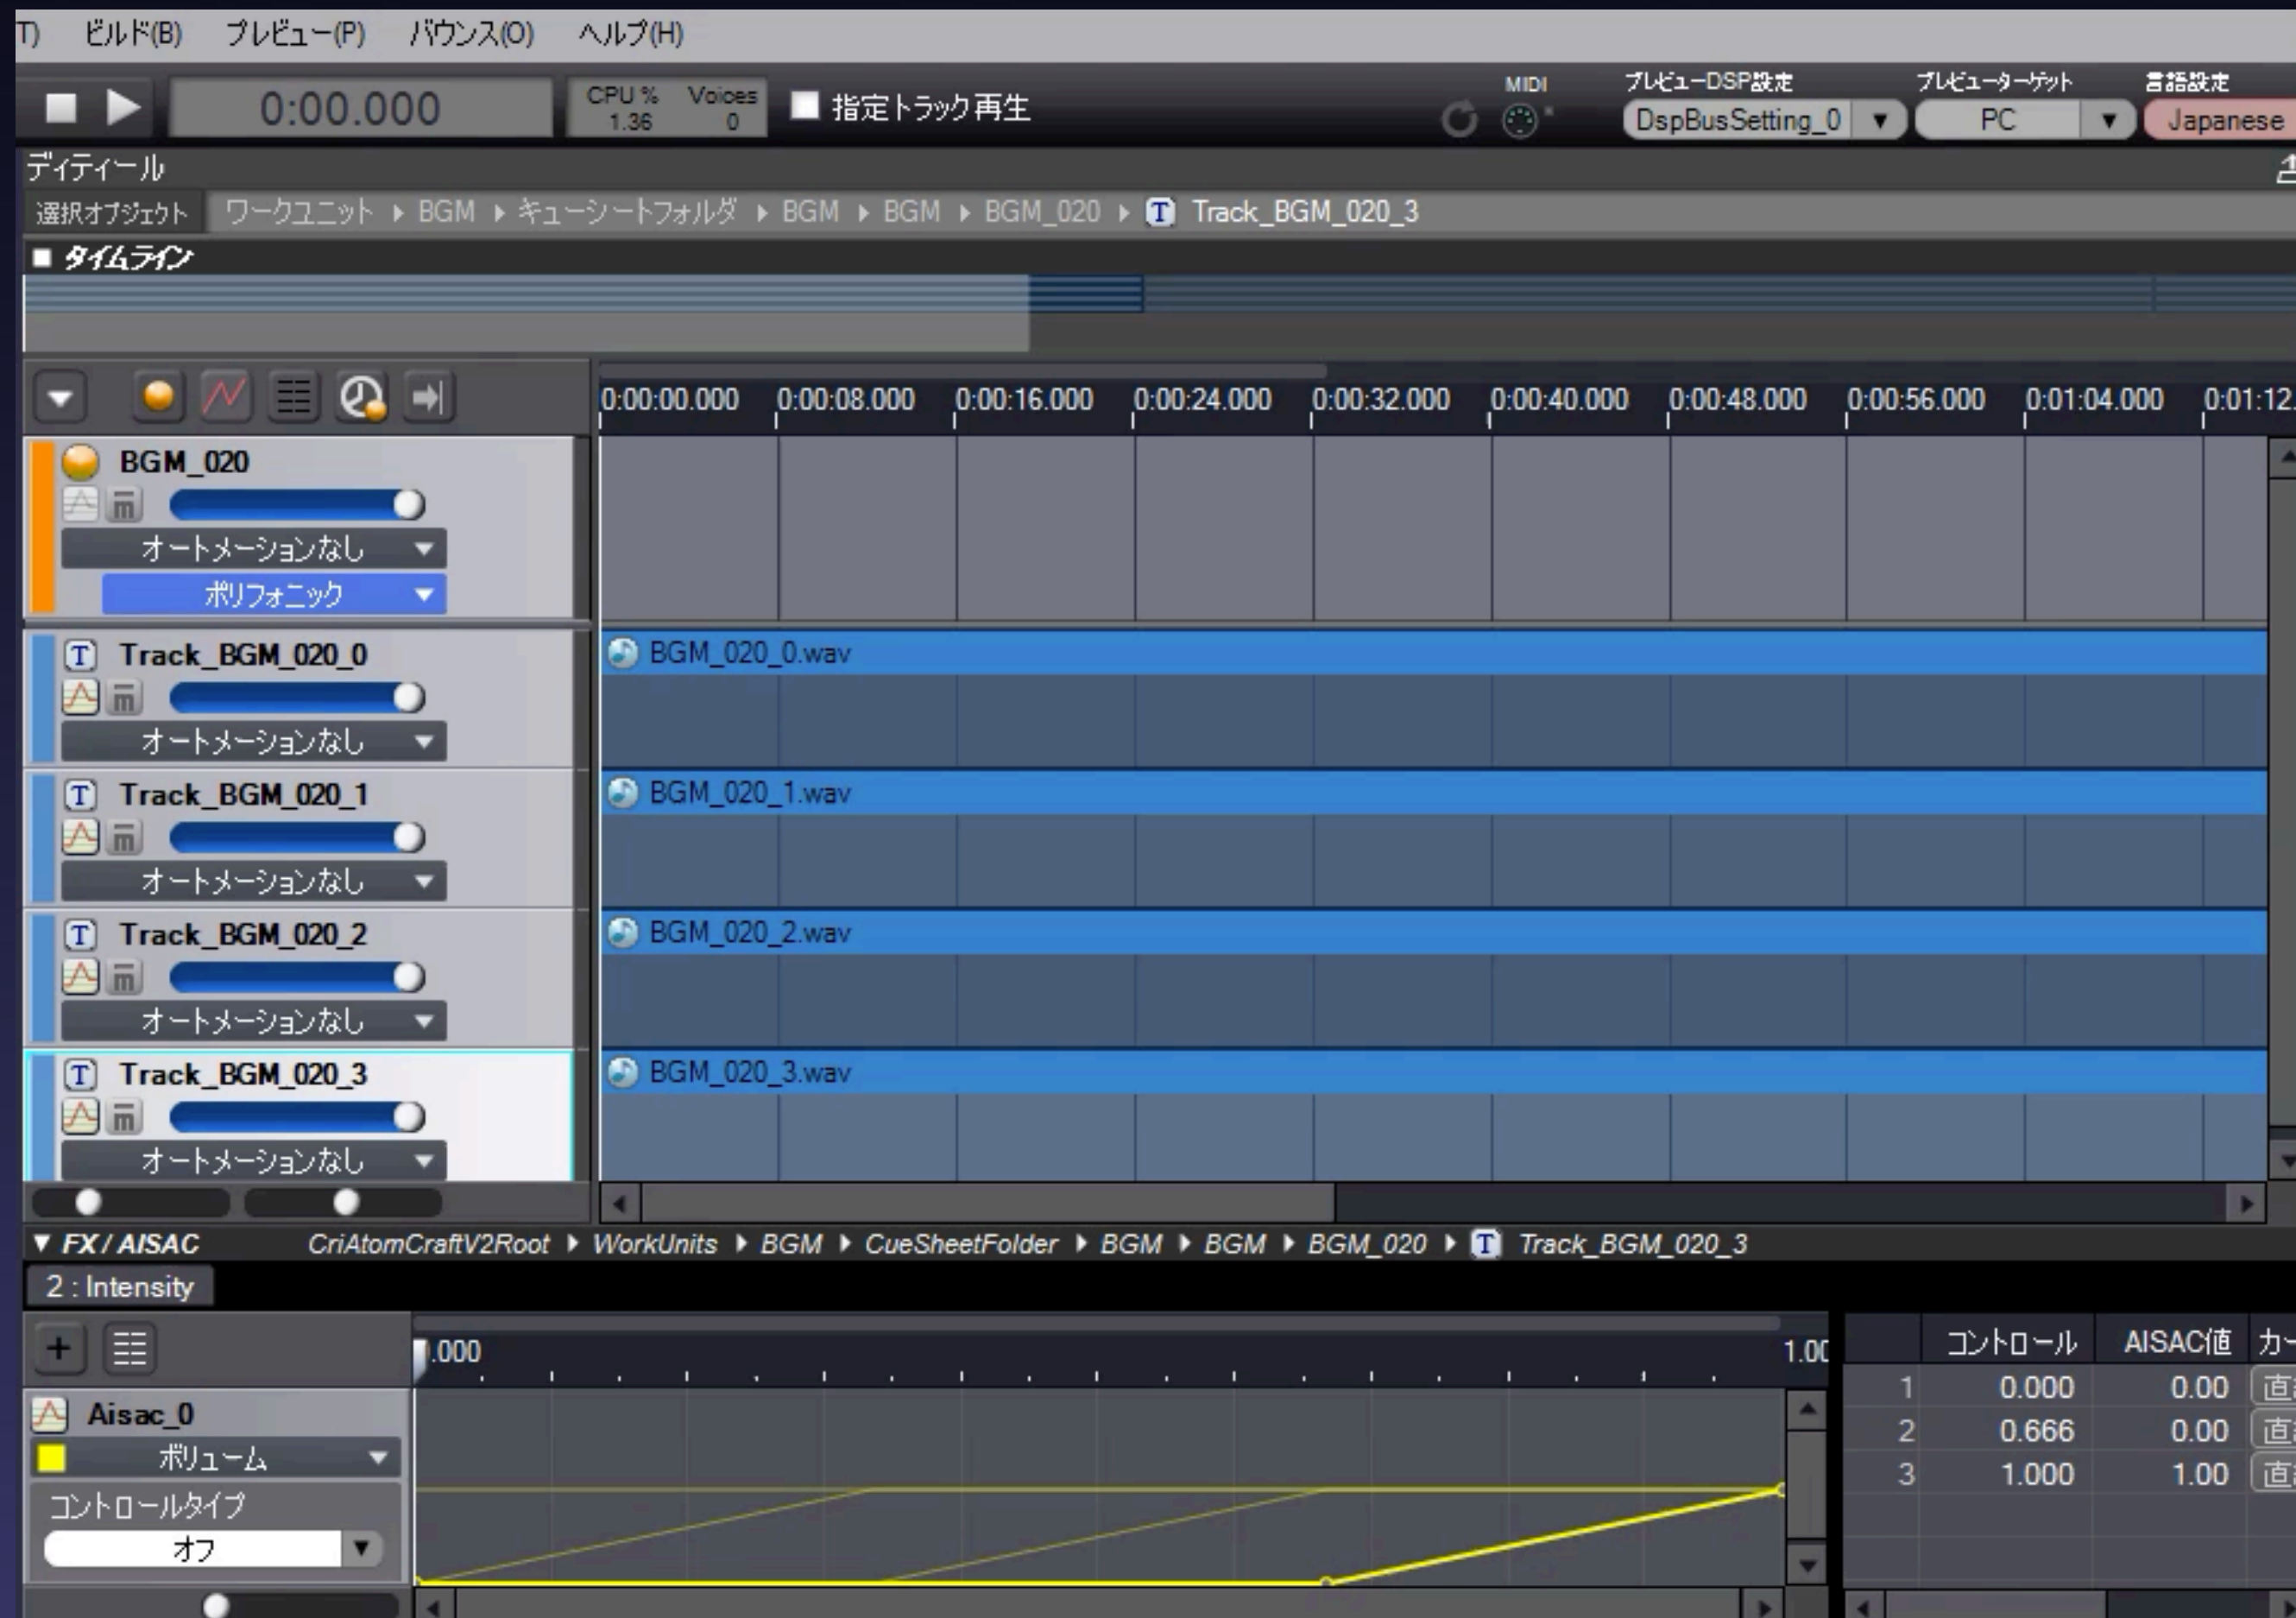 T) ビルド(B) プレビュー(P) バウンス(O) ヘルプ(H)
MIDI プレビューDSP設定 プレビューターゲット 言語設定
0:00.000 CPU % Voices 指定トラック再生 DspBusSetting_0 PC Japanese
1.36 0
ディティール
選択オブジェクト ワークユニット BGM キューシートフォルダ BGM BGM BGM_020 T Track_BGM_020_3
タイムライン
0:00:00.000 0:00:08.000 0:00:16.000 0:00:24.000 0:00:32.000 0:00:40.000 0:00:48.000 0:00:56.000 0:01:04.000 0:01:12.
BGM_020
m
オートメーションなし
ポリフォニック
T Track_BGM_020_0 BGM_020_0.wav
m
オートメーションなし
T Track_BGM_020_1 BGM_020_1.wav
m
オートメーションなし
T Track_BGM_020_2 BGM_020_2.wav
m
オートメーションなし
T Track_BGM_020_3 BGM_020_3.wav
m
オートメーションなし
FX / AISAC CriAtomCraftV2Root WorkUnits BGM CueSheetFolder BGM BGM BGM_020 T Track_BGM_020_3
2 : Intensity
.000 1.00 コントロール AISAC値 カー
1 0.000 0.00 直
Aisac_0
2 0.666 0.00 直
ボリューム
3 1.000 1.00 直
コントロールタイプ
オフ